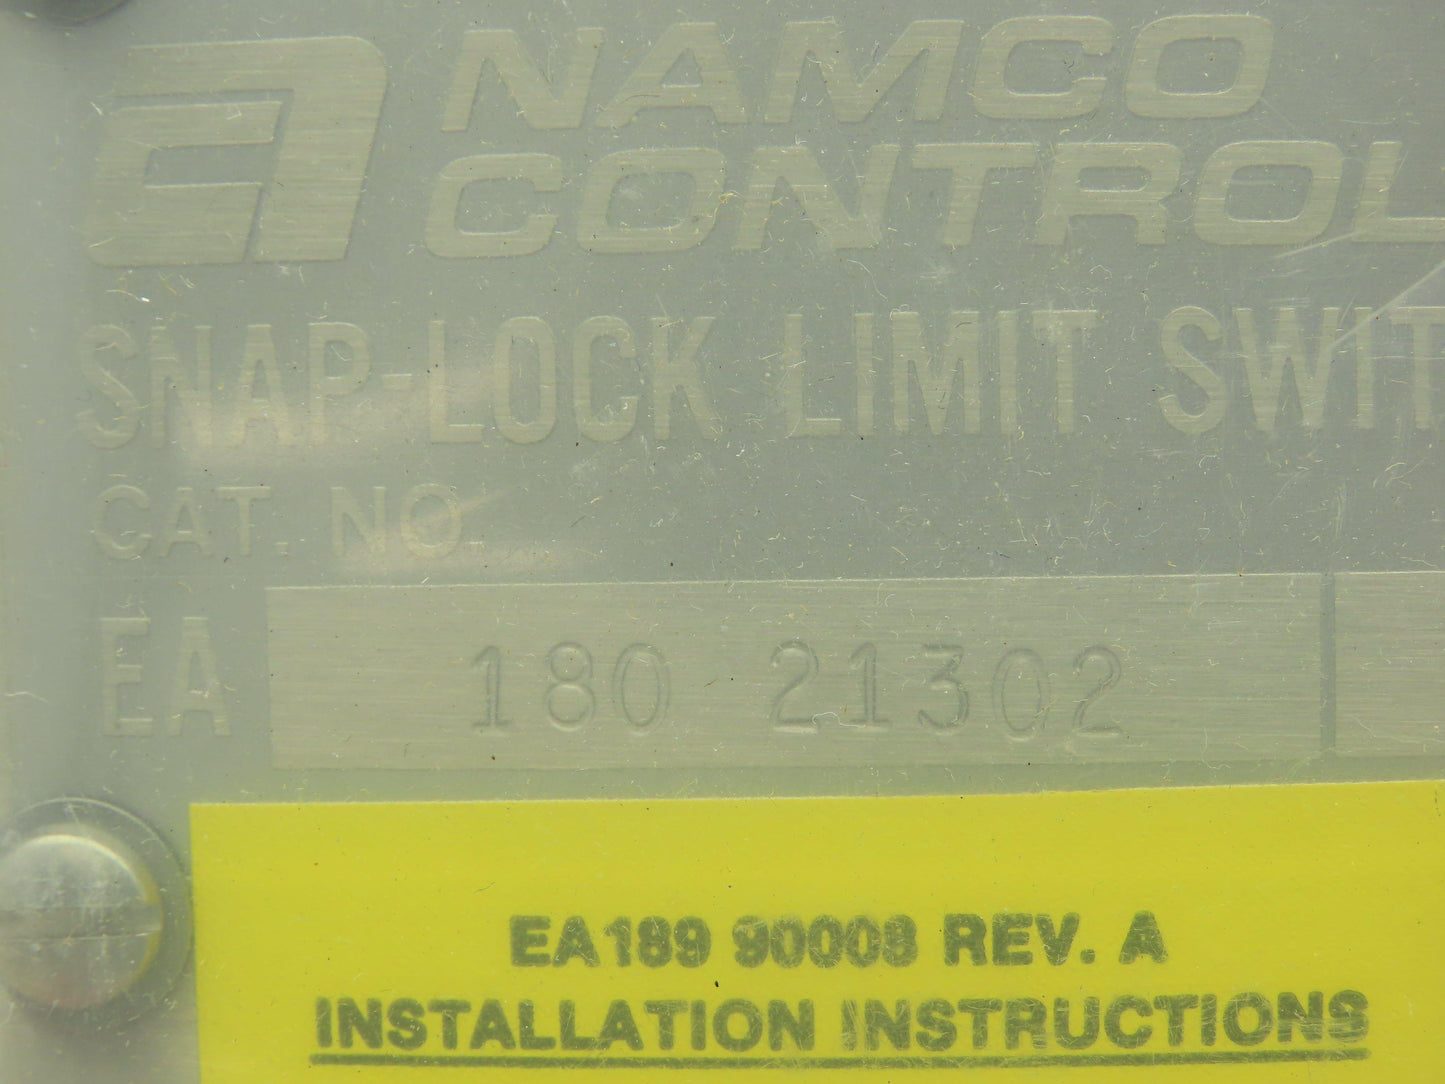 NAMCO
CONTROL
SNAP-LOCK LIMIT SWIT
CAT. NO.
EA 180 21302
EA189 90008 REV. A
INSTALLATION INSTRUCTIONS